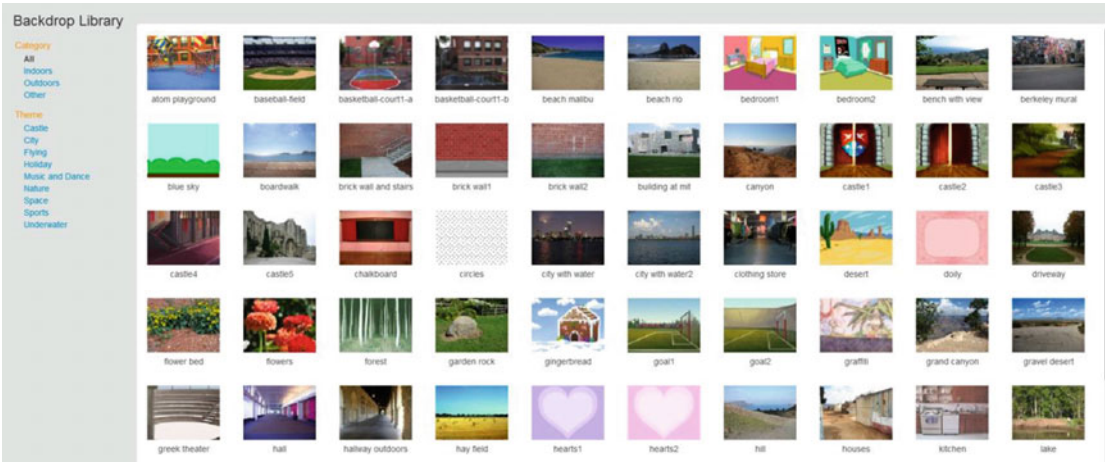 Backdrop Library
Category
All
Indoors
Outdoors
Other
Theme
Castle
City
Flying
Holiday
Music and Dance
Nature
Space
Sports
Underwater
atom playground baseball-field basketball-court1-a basketball-court1-b beach malibu beach rio bedroom1 bedroom2 bench with view berkeley mural
blue sky boardwalk brick wall and stairs brick wall1 brick wall2 building at mit canyon castle1 castle2 castle3
castle4 castle5 chalkboard circles city with water city with water2 clothing store desert doily driveway
flower bed flowers forest garden rock gingerbread goal1 goal2 graffiti grand canyon gravel desert
greek theater hall hallway outdoors hay field hearts1 hearts2 hill houses kitchen lake